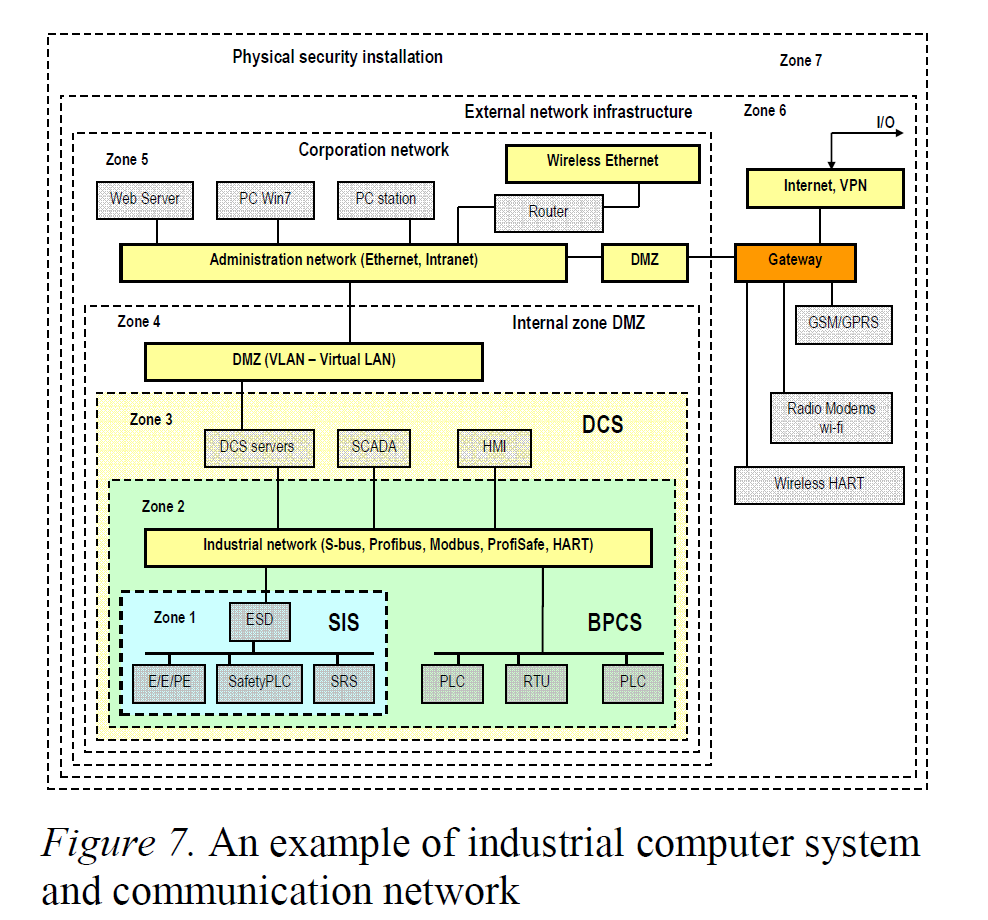 Physical security installation
Zone 7
External network infrastructure
Zone 6
I/O
Zone 5
Corporation network
Wireless Ethernet
Web Server
PC Win7
PC station
Router
Internet, VPN
Administration network (Ethernet, Intranet)
DMZ
Gateway
GSM/GPRS
Zone 4
Internal zone DMZ
DMZ (VLAN – Virtual LAN)
Radio Modems
wi-fi
Zone 3
DCS
DCS servers
SCADA
HMI
Wireless HART
Zone 2
Industrial network (S-bus, Profibus, Modbus, ProfiSafe, HART)
Zone 1
ESD
SIS
BPCS
E/E/PE
SafetyPLC
SRS
PLC
RTU
PLC
Figure 7. An example of industrial computer system
and communication network